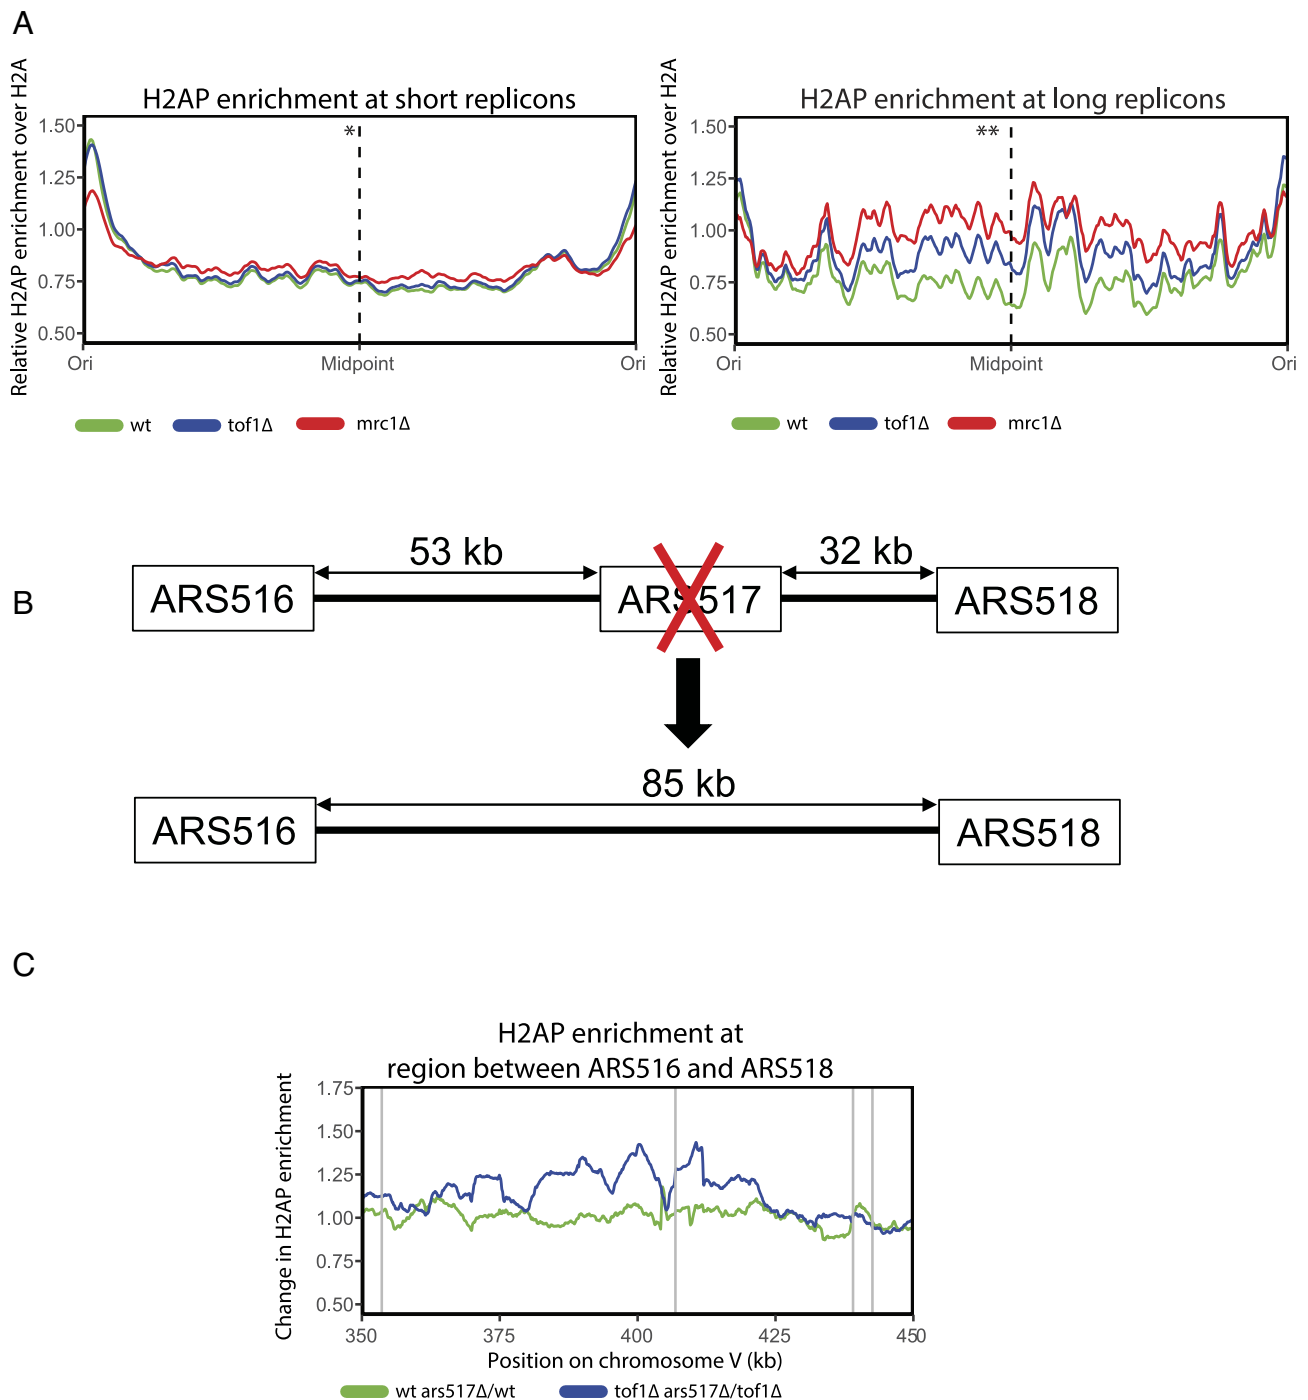 A
H2AP enrichment at short replicons
Relative H2AP enrichment over H2A
1.50
1.25
1.00
0.75
0.50
*
Ori
Midpoint
Ori
wt
tof1Δ
mrc1Δ
H2AP enrichment at long replicons
Relative H2AP enrichment over H2A
1.50
1.25
1.00
0.75
0.50
**
Ori
Midpoint
Ori
wt
tof1Δ
mrc1Δ
B
53 kb
32 kb
ARS516
ARS517
ARS518
85 kb
ARS516
ARS518
C
H2AP enrichment at
region between ARS516 and ARS518
Change in H2AP enrichment
1.75
1.50
1.25
1.00
0.75
0.50
350
375
400
425
450
Position on chromosome V (kb)
wt ars517Δ/wt
tof1Δ ars517Δ/tof1Δ